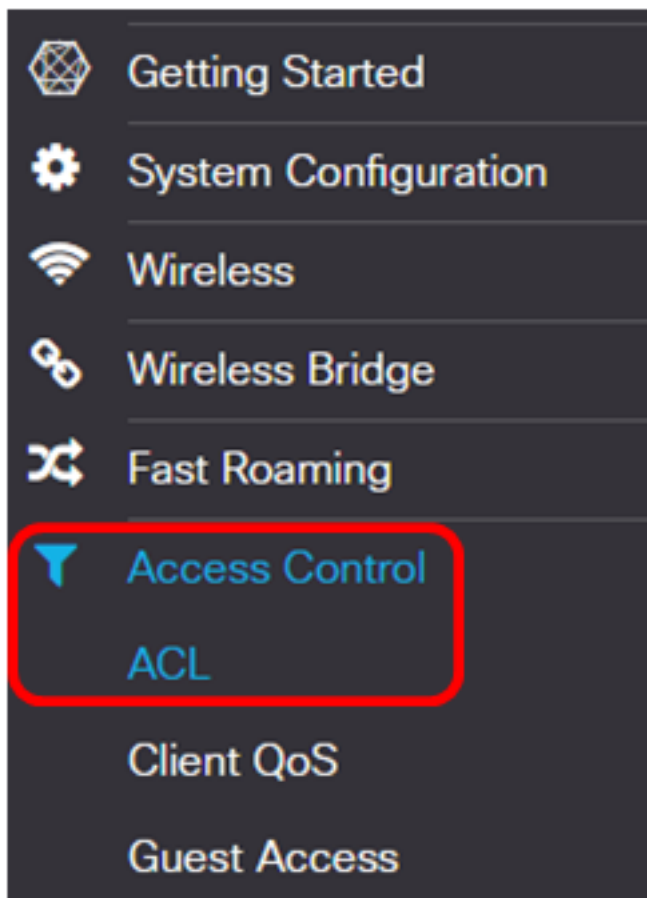 Getting Started
System Configuration
Wireless
Wireless Bridge
Fast Roaming
Access Control
ACL
Client QoS
Guest Access